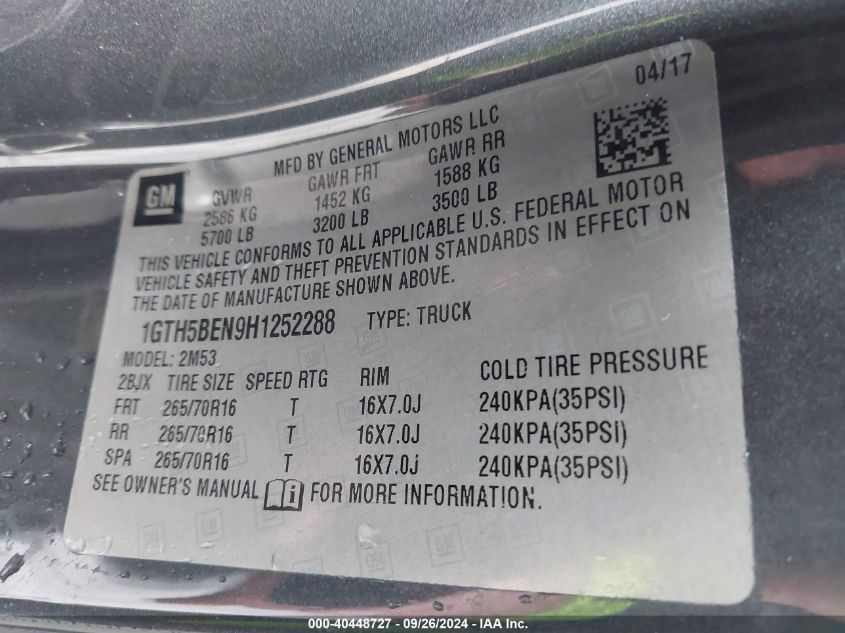 04/17
MFD BY GENERAL MOTORS LLC
GM
GVWR GAWR FRT GAWR RR
2586 KG 1452 KG 1588 KG
5700 LB 3200 LB 3500 LB
THIS VEHICLE CONFORMS TO ALL APPLICABLE U.S. FEDERAL MOTOR
VEHICLE SAFETY AND THEFT PREVENTION STANDARDS IN EFFECT ON
THE DATE OF MANUFACTURE SHOWN ABOVE.
1GTH5BEN9H1252288 TYPE: TRUCK
MODEL: 2M53
2BJX TIRE SIZE SPEED RTG RIM COLD TIRE PRESSURE
FRT 265/70R16 T 16X7.0J 240KPA(35PSI)
RR 265/70R16 T 16X7.0J 240KPA(35PSI)
SPA 265/70R16 T 16X7.0J 240KPA(35PSI)
SEE OWNER'S MANUAL i FOR MORE INFORMATION.
000-40448727 - 09/26/2024 - IAA Inc.